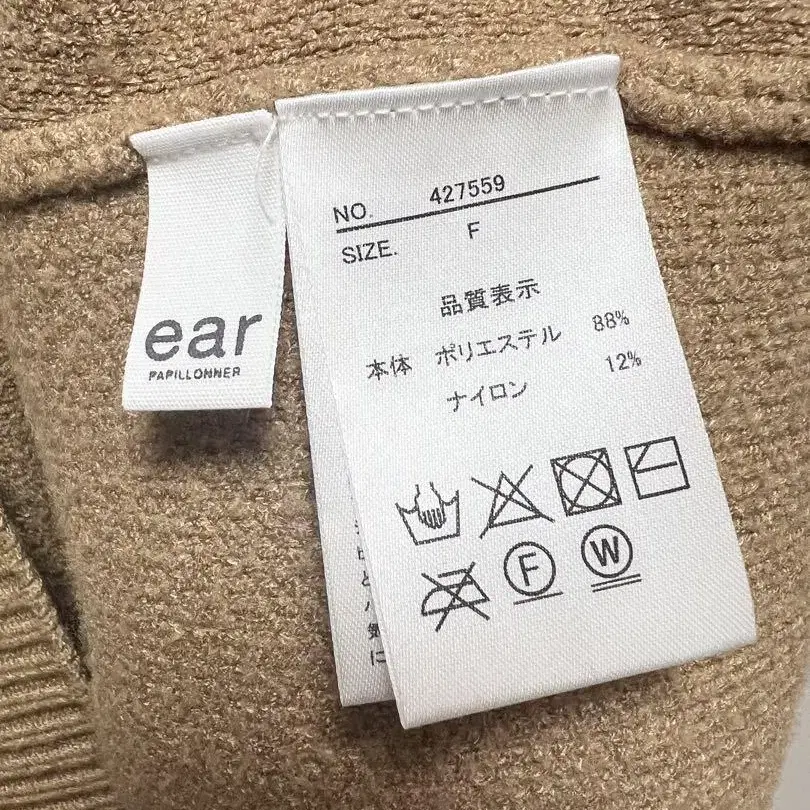 ear
PAPILLONNER
NO. 427559
SIZE. F
品質表示
本体 ポリエステル 88%
ナイロン 12%
F
W